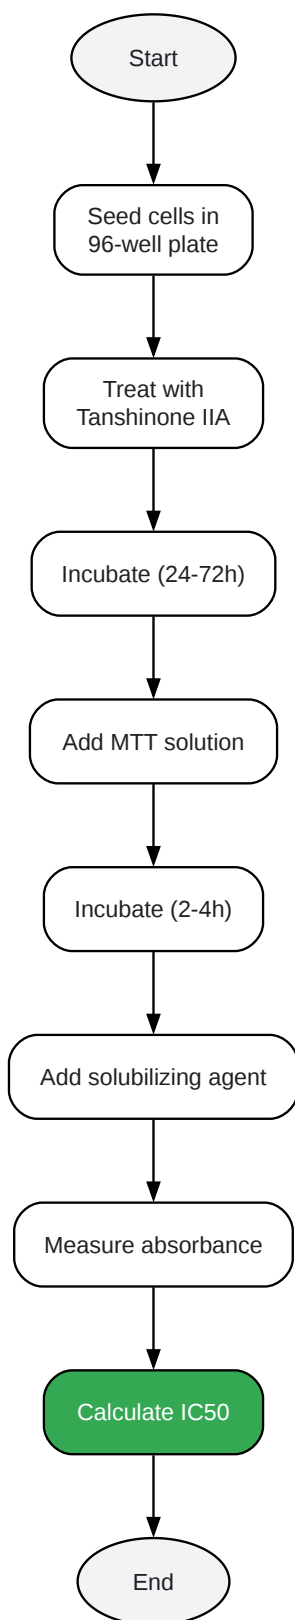 Start
Seed cells in
96-well plate
Treat with
Tanshinone IIA
Incubate (24-72h)
Add MTT solution
Incubate (2-4h)
Add solubilizing agent
Measure absorbance
Calculate IC50
End